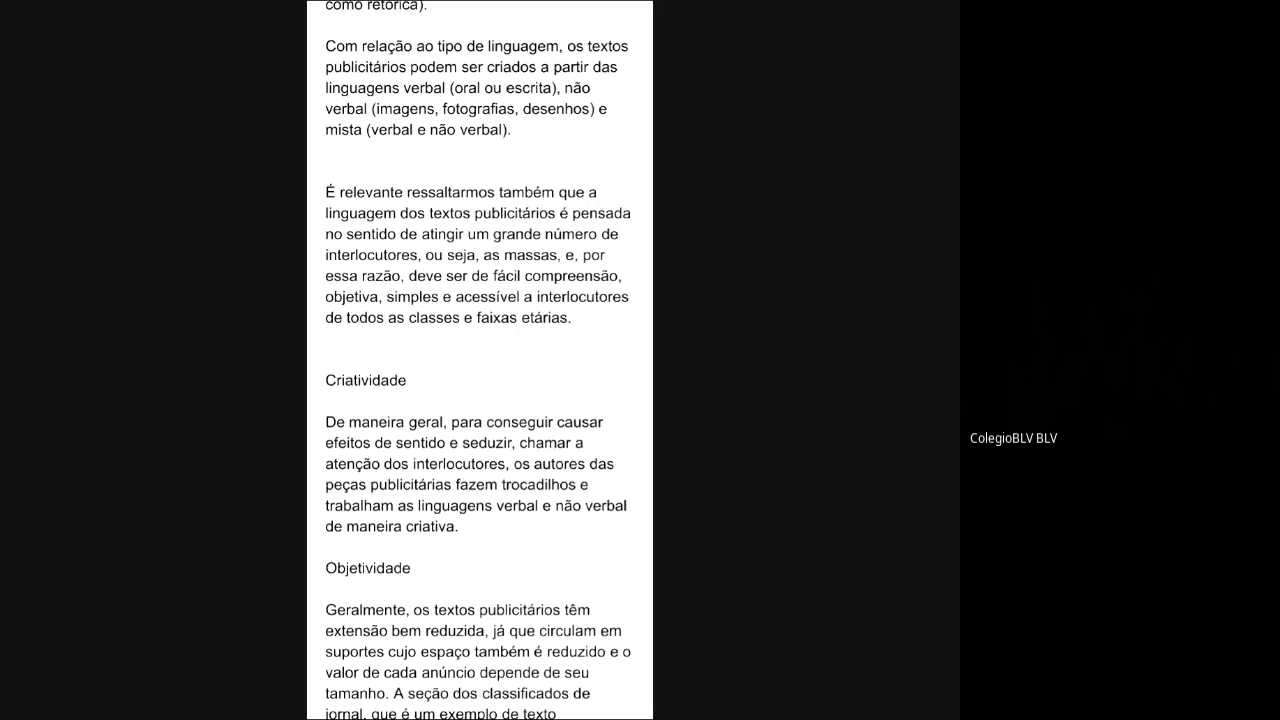 como retórica).
Com relação ao tipo de linguagem, os textos
publicitários podem ser criados a partir das
linguagens verbal (oral ou escrita), não
verbal (imagens, fotografias, desenhos) e
mista (verbal e não verbal).
É relevante ressaltarmos também que a
linguagem dos textos publicitários é pensada
no sentido de atingir um grande número de
interlocutores, ou seja, as massas, e, por
essa razão, deve ser de fácil compreensão,
objetiva, simples e acessível a interlocutores
de todos as classes e faixas etárias.
Criatividade
De maneira geral, para conseguir causar
efeitos de sentido e seduzir, chamar a
atenção dos interlocutores, os autores das
peças publicitárias fazem trocadilhos e
trabalham as linguagens verbal e não verbal
de maneira criativa.
Objetividade
Geralmente, os textos publicitários têm
extensão bem reduzida, já que circulam em
suportes cujo espaço também é reduzido e o
valor de cada anúncio depende de seu
tamanho. A seção dos classificados de
jornal, que é um exemplo de texto
ColegioBLV BLV